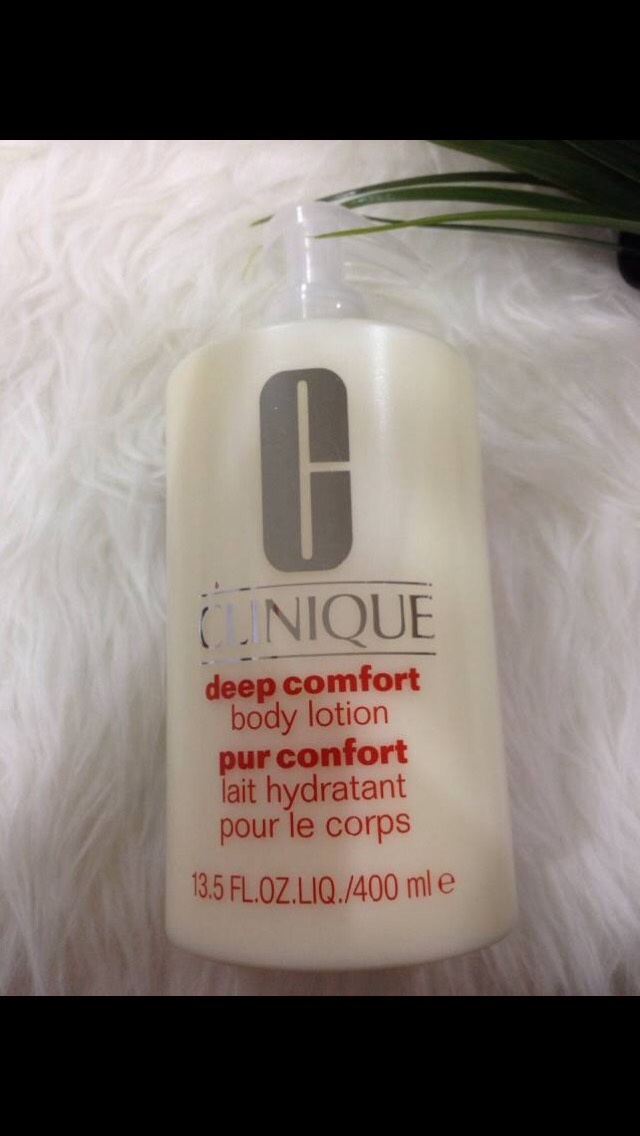 C
CLINIQUE
deep comfort
body lotion
pur confort
lait hydratant
pour le corps
13.5 FL.OZ.LIQ./400 ml e